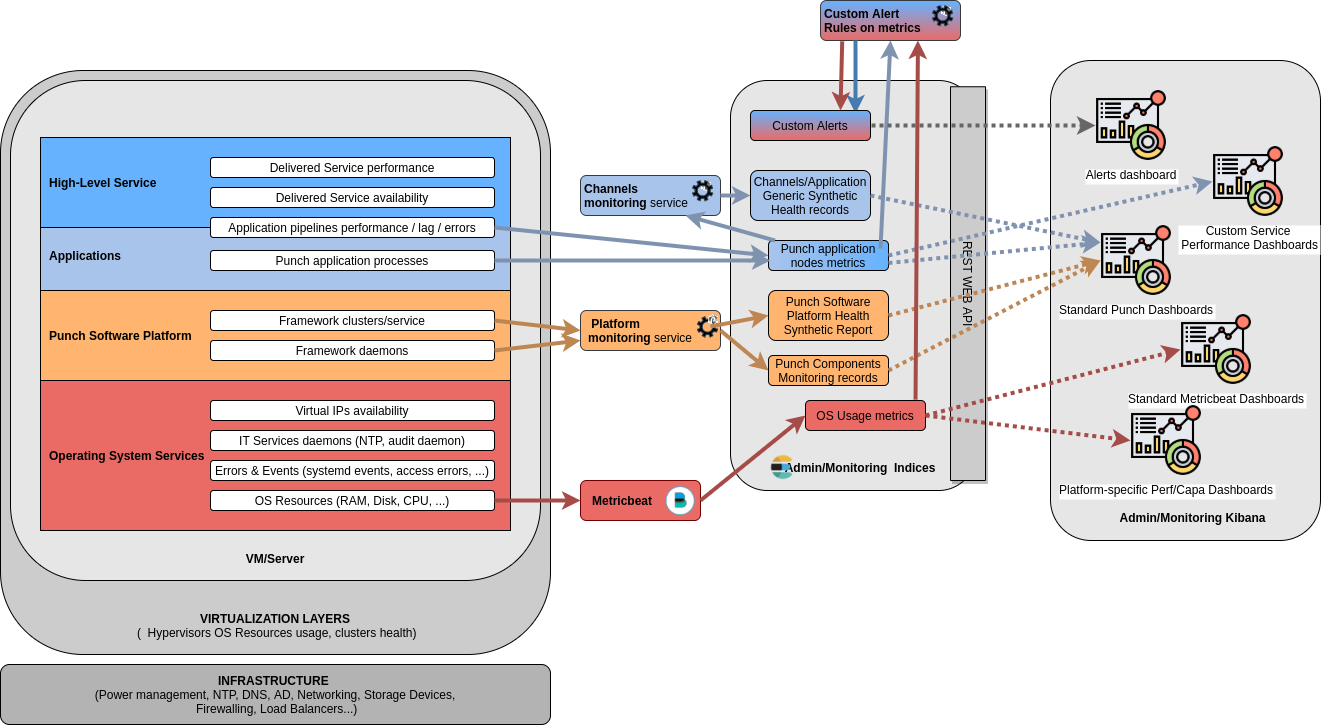 Custom Alert
Rules on metrics
High-Level Service
Delivered Service performance
Delivered Service availability
Application pipelines performance / lag / errors
Applications
Punch application processes
Punch Software Platform
Framework clusters/service
Framework daemons
Operating System Services
Virtual IPs availability
IT Services daemons (NTP, audit daemon)
Errors & Events (systemd events, access errors, ...)
OS Resources (RAM, Disk, CPU, ...)
VM/Server
VIRTUALIZATION LAYERS
( Hypervisors OS Resources usage, clusters health)
INFRASTRUCTURE
(Power management, NTP, DNS, AD, Networking, Storage Devices,
Firewalling, Load Balancers...)
Channels
monitoring service
Platform
monitoring service
Metricbeat
Custom Alerts
Channels/Application
Generic Synthetic
Health records
Punch application
nodes metrics
Punch Software
Platform Health
Synthetic Report
Punch Components
Monitoring records
OS Usage metrics
Admin/Monitoring Indices
REST WEB API
Alerts dashboard
Custom Service
Performance Dashboards
Standard Punch Dashboards
Standard Metricbeat Dashboards
Platform-specific Perf/Capa Dashboards
Admin/Monitoring Kibana